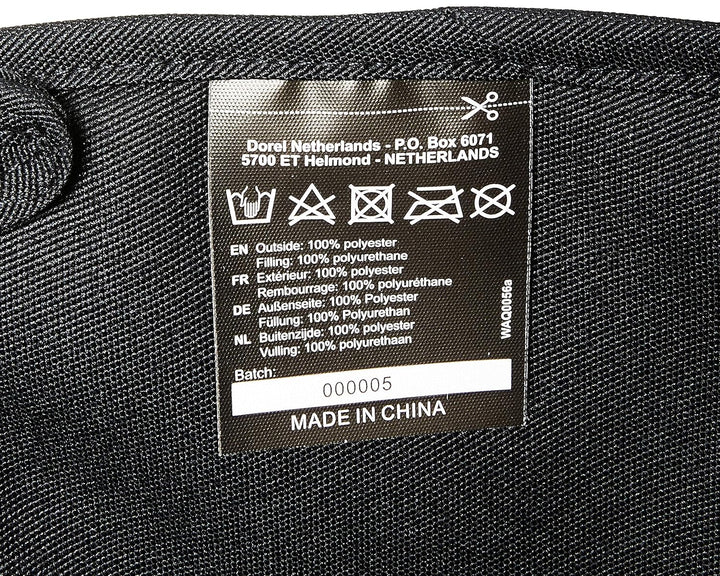 Dorel Netherlands - P.O. Box 6071
5700 ET Helmond - NETHERLANDS
EN Outside: 100% polyester
Filling: 100% polyurethane
FR Extérieur: 100% polyester
Rembourrage: 100% polyuréthane
DE Außenseite: 100% Polyester
Füllung: 100% Polyurethan
NL Buitenzijde: 100% polyester
Vulling: 100% polyurethaan
WAQ0056a
Batch:
000005
MADE IN CHINA